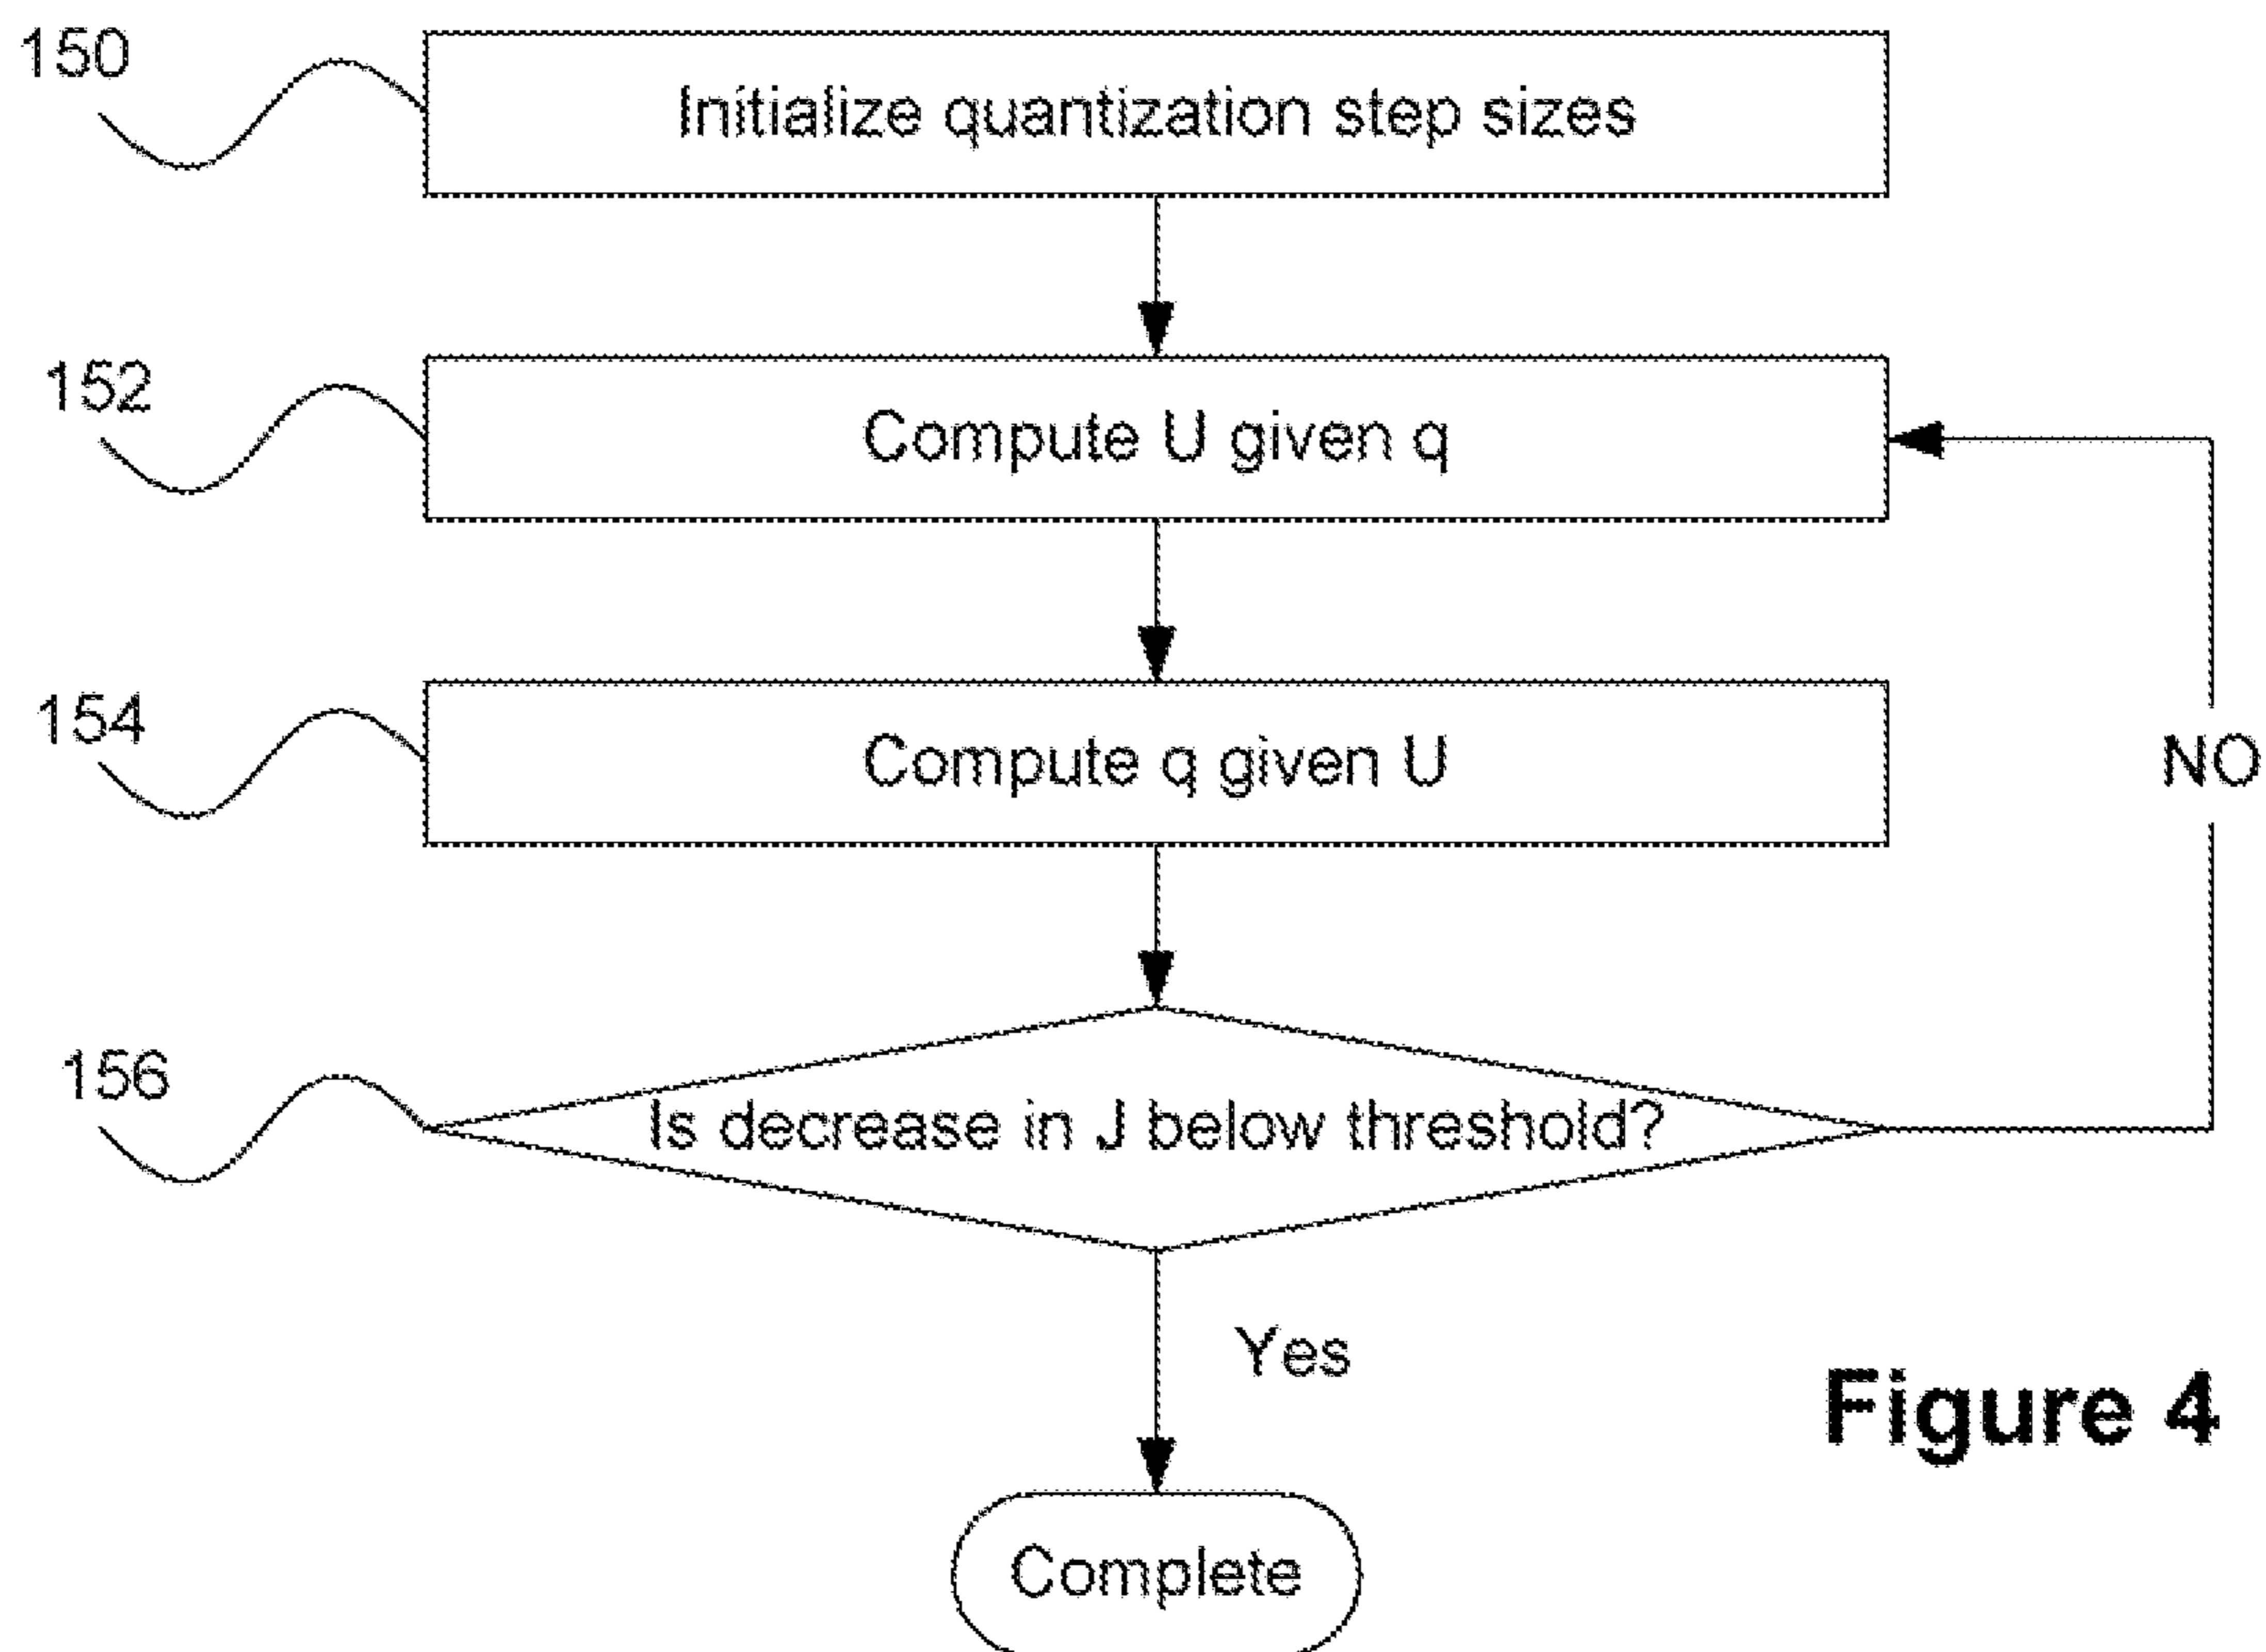 150
Initialize quantization step sizes
152
Compute U given q
154
Compute q given U
NO
156
Is decrease in J below threshold?
Yes
Figure 4
Complete